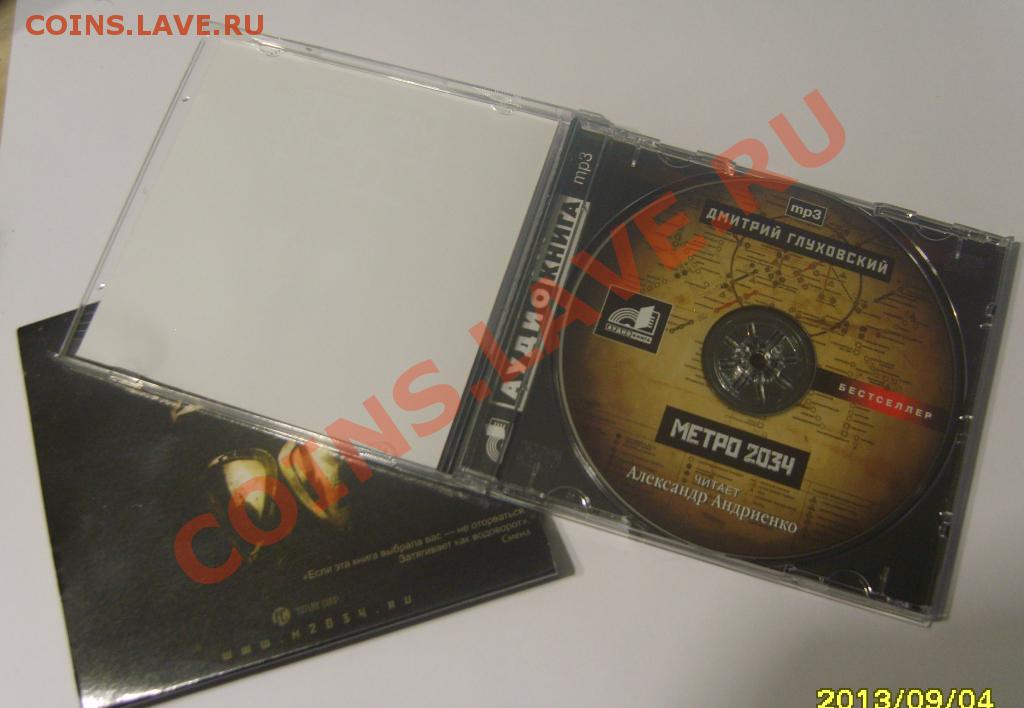 COINS.LAVE.RU
COINS.LAVE.RU
mp3
АУДИОКНИГА
mp3
ДМИТРИЙ ГЛУХОВСКИЙ
АУДИОКНИГА
БЕСТСЕЛЛЕР
МЕТРО 2034
ЧИТАЕТ
Александр Андриенко
«Если эта книга выбрала вас — не оторваться.
Затягивает как водоворот».
Смена
www.m2034.ru
2013/09/04